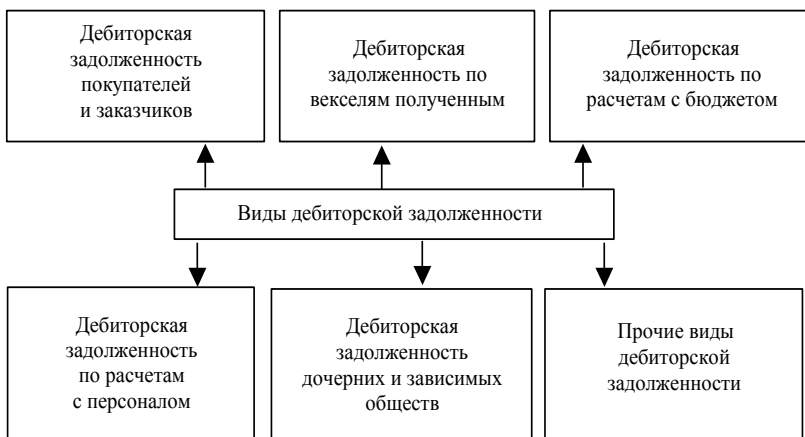 Дебиторская
задолженность
покупателей
и заказчиков
Дебиторская
задолженность по
векселям полученным
Дебиторская
задолженность по
расчетам с бюджетом
Виды дебиторской задолженности
Дебиторская
задолженность
по расчетам
с персоналом
Дебиторская
задолженность
дочерних и зависимых
обществ
Прочие виды
дебиторской
задолженности